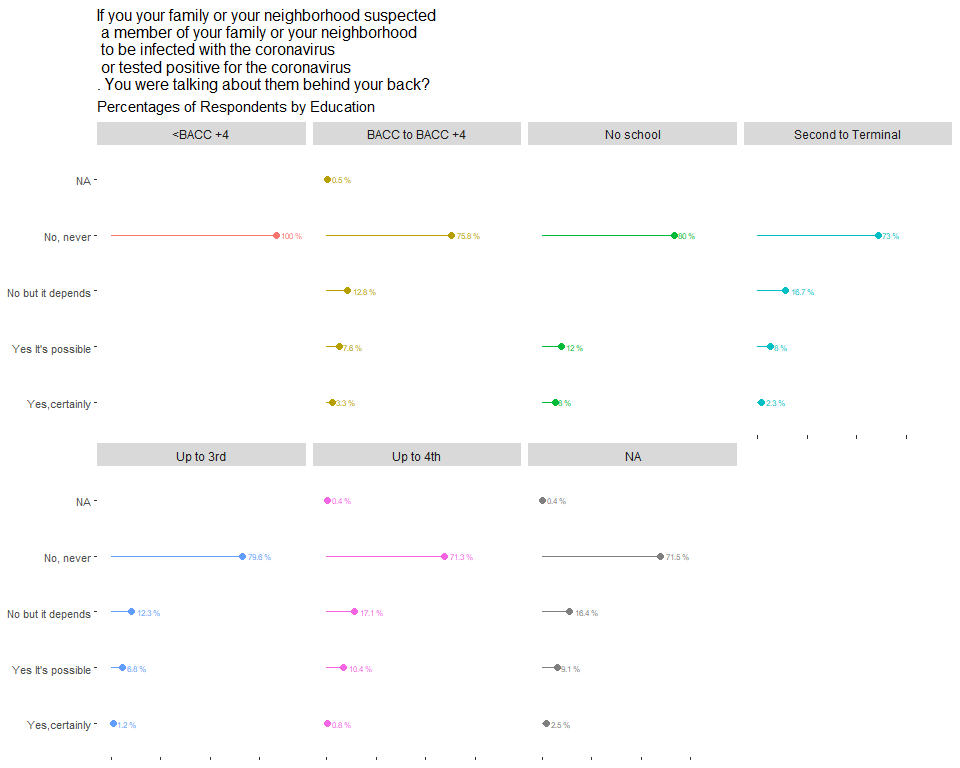 If you your family or your neighborhood suspected
a member of your family or your neighborhood
to be infected with the coronavirus
or tested positive for the coronavirus
. You were talking about them behind your back?
Percentages of Respondents by Education
<BACC +4
BACC to BACC +4
No school
Second to Terminal
NA
0.5 %
No, never
100 %
75.8 %
80 %
73 %
No but it depends
12.8 %
16.7 %
Yes It's possible
7.6 %
12 %
8 %
Yes,certainly
3.3 %
8 %
2.3 %
Up to 3rd
Up to 4th
NA
NA
0.4 %
0.4 %
No, never
79.6 %
71.3 %
71.5 %
No but it depends
12.3 %
17.1 %
16.4 %
Yes It's possible
6.8 %
10.4 %
9.1 %
Yes,certainly
1.2 %
0.8 %
2.5 %